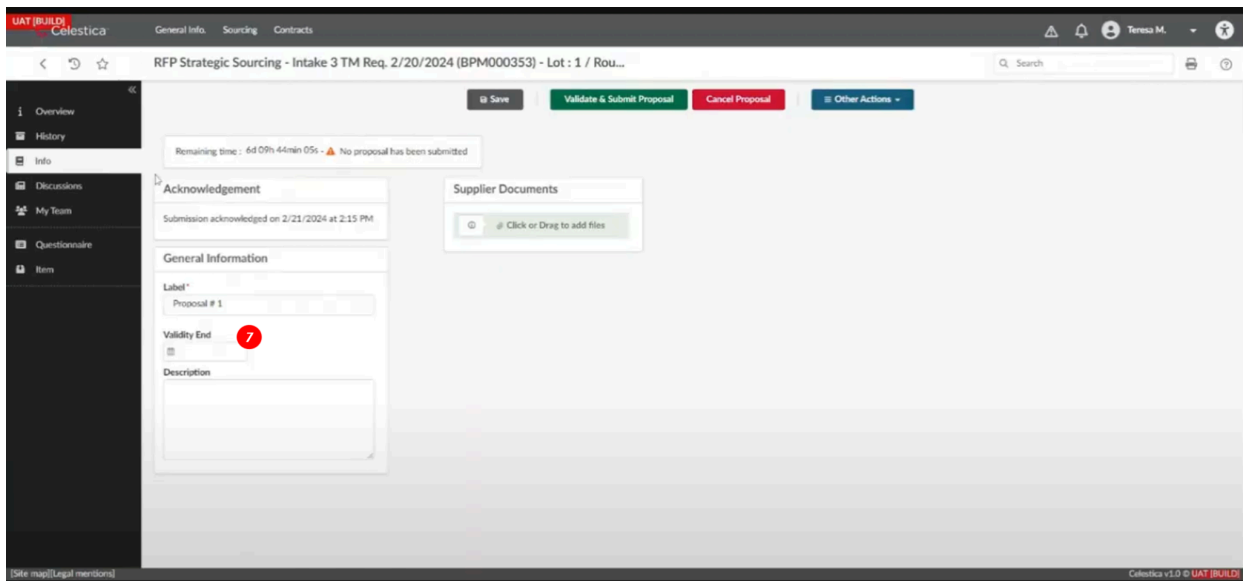 UAT [BUILD]
Celestica
General Info. Sourcing Contracts
Teresa M.
RFP Strategic Sourcing - Intake 3 TM Req. 2/20/2024 (BPM000353) - Lot : 1 / Rou...
Search
Save
Validate & Submit Proposal
Cancel Proposal
Other Actions
Overview
History
Info
Discussions
My Team
Questionnaire
Item
Remaining time : 6d 09h 44min 05s - No proposal has been submitted
Acknowledgement
Submission acknowledged on 2/21/2024 at 2:15 PM
General Information
Label*
Proposal # 1
Validity End
7
Description
Supplier Documents
Click or Drag to add files
[Site map][Legal mentions]
Celestica v1.0 © UAT [BUILD]